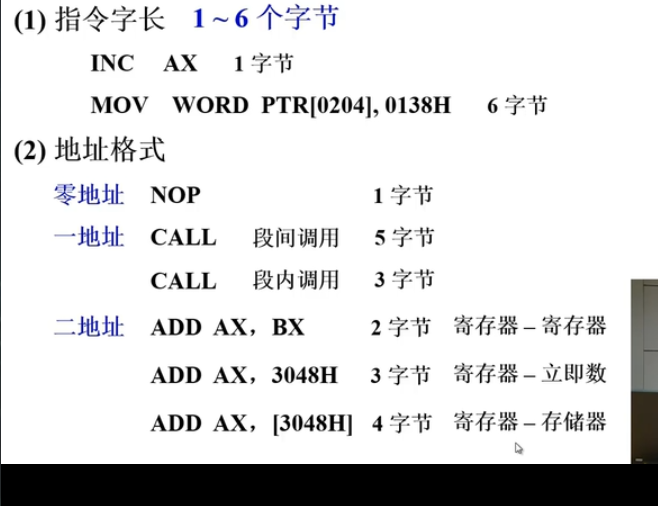 (1) 指令字长 1 ~ 6 个字节
INC AX 1 字节
MOV WORD PTR[0204], 0138H 6 字节
(2) 地址格式
零地址 NOP 1 字节
一地址 CALL 段间调用 5 字节
CALL 段内调用 3 字节
二地址 ADD AX，BX 2 字节 寄存器 – 寄存器
ADD AX，3048H 3 字节 寄存器 – 立即数
ADD AX，[3048H] 4 字节 寄存器 – 存储器